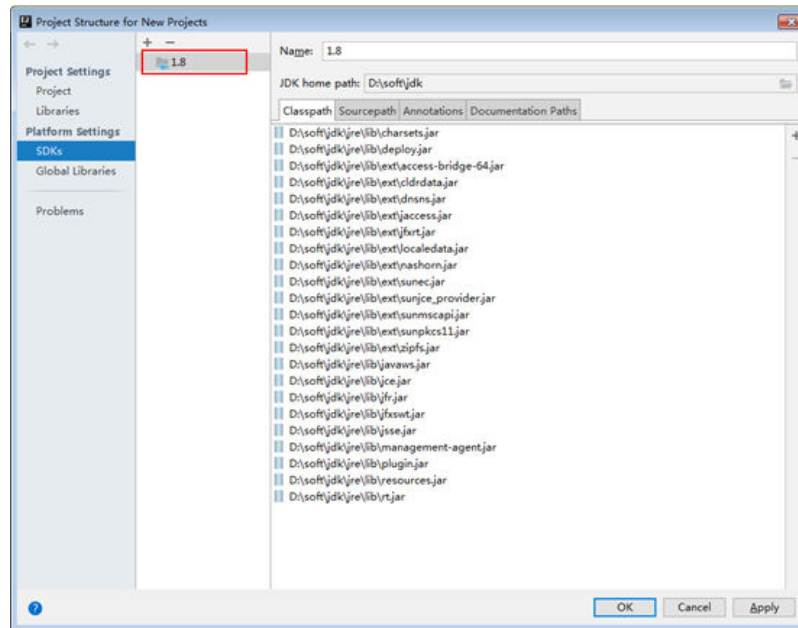 Project Structure for New Projects
Project Settings
Project
Libraries
Platform Settings
SDKs
Global Libraries
Problems
1.8
Name: 1.8
JDK home path: D:\soft\jdk
Classpath Sourcepath Annotations Documentation Paths
D:\soft\jdk\jre\lib\charsets.jar
D:\soft\jdk\jre\lib\deploy.jar
D:\soft\jdk\jre\lib\ext\access-bridge-64.jar
D:\soft\jdk\jre\lib\ext\cldrdata.jar
D:\soft\jdk\jre\lib\ext\dnsns.jar
D:\soft\jdk\jre\lib\ext\jaccess.jar
D:\soft\jdk\jre\lib\ext\jfxrt.jar
D:\soft\jdk\jre\lib\ext\localedata.jar
D:\soft\jdk\jre\lib\ext\nashorn.jar
D:\soft\jdk\jre\lib\ext\sunec.jar
D:\soft\jdk\jre\lib\ext\sunjce_provider.jar
D:\soft\jdk\jre\lib\ext\sunmscapi.jar
D:\soft\jdk\jre\lib\ext\sunpkcs11.jar
D:\soft\jdk\jre\lib\ext\zipfs.jar
D:\soft\jdk\jre\lib\javaws.jar
D:\soft\jdk\jre\lib\jce.jar
D:\soft\jdk\jre\lib\jfr.jar
D:\soft\jdk\jre\lib\jfxswt.jar
D:\soft\jdk\jre\lib\jsse.jar
D:\soft\jdk\jre\lib\management-agent.jar
D:\soft\jdk\jre\lib\plugin.jar
D:\soft\jdk\jre\lib\resources.jar
D:\soft\jdk\jre\lib\rt.jar
OK Cancel Apply